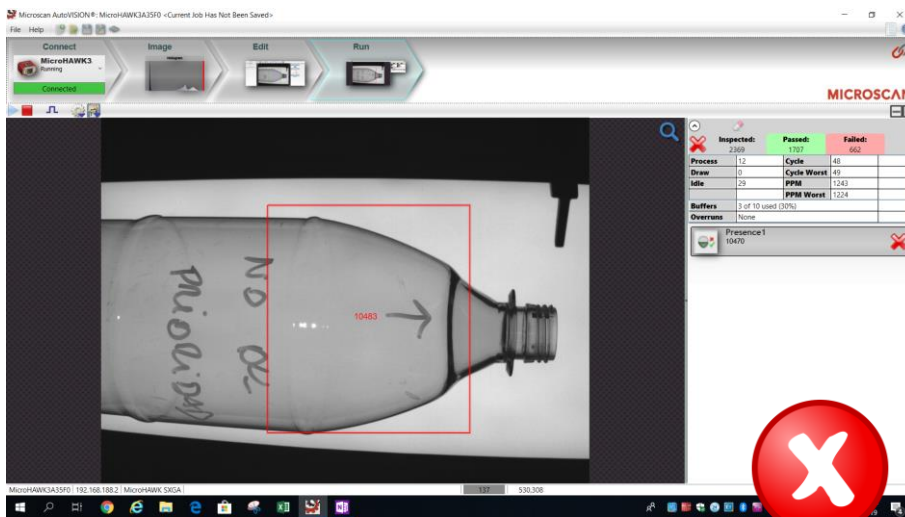 Microscan AutoVISION®: MicroHAWK3A35F0 <Current Job Has Not Been Saved>
File Help
Connect
Image
Edit
Run
MicroHAWK3
Running
Connected
MICROSCAN
Inspected:
2369
Passed:
1707
Failed:
662
Process 12 Cycle 48
Draw 0 Cycle Worst 49
Idle 29 PPM 1243
PPM Worst 1224
Buffers 3 of 10 used (30%)
Overruns None
Presence1
10470
No OK
10483
MicroHAWK3A35F0 192.168.188.2 MicroHAWK SXGA 137 530,308